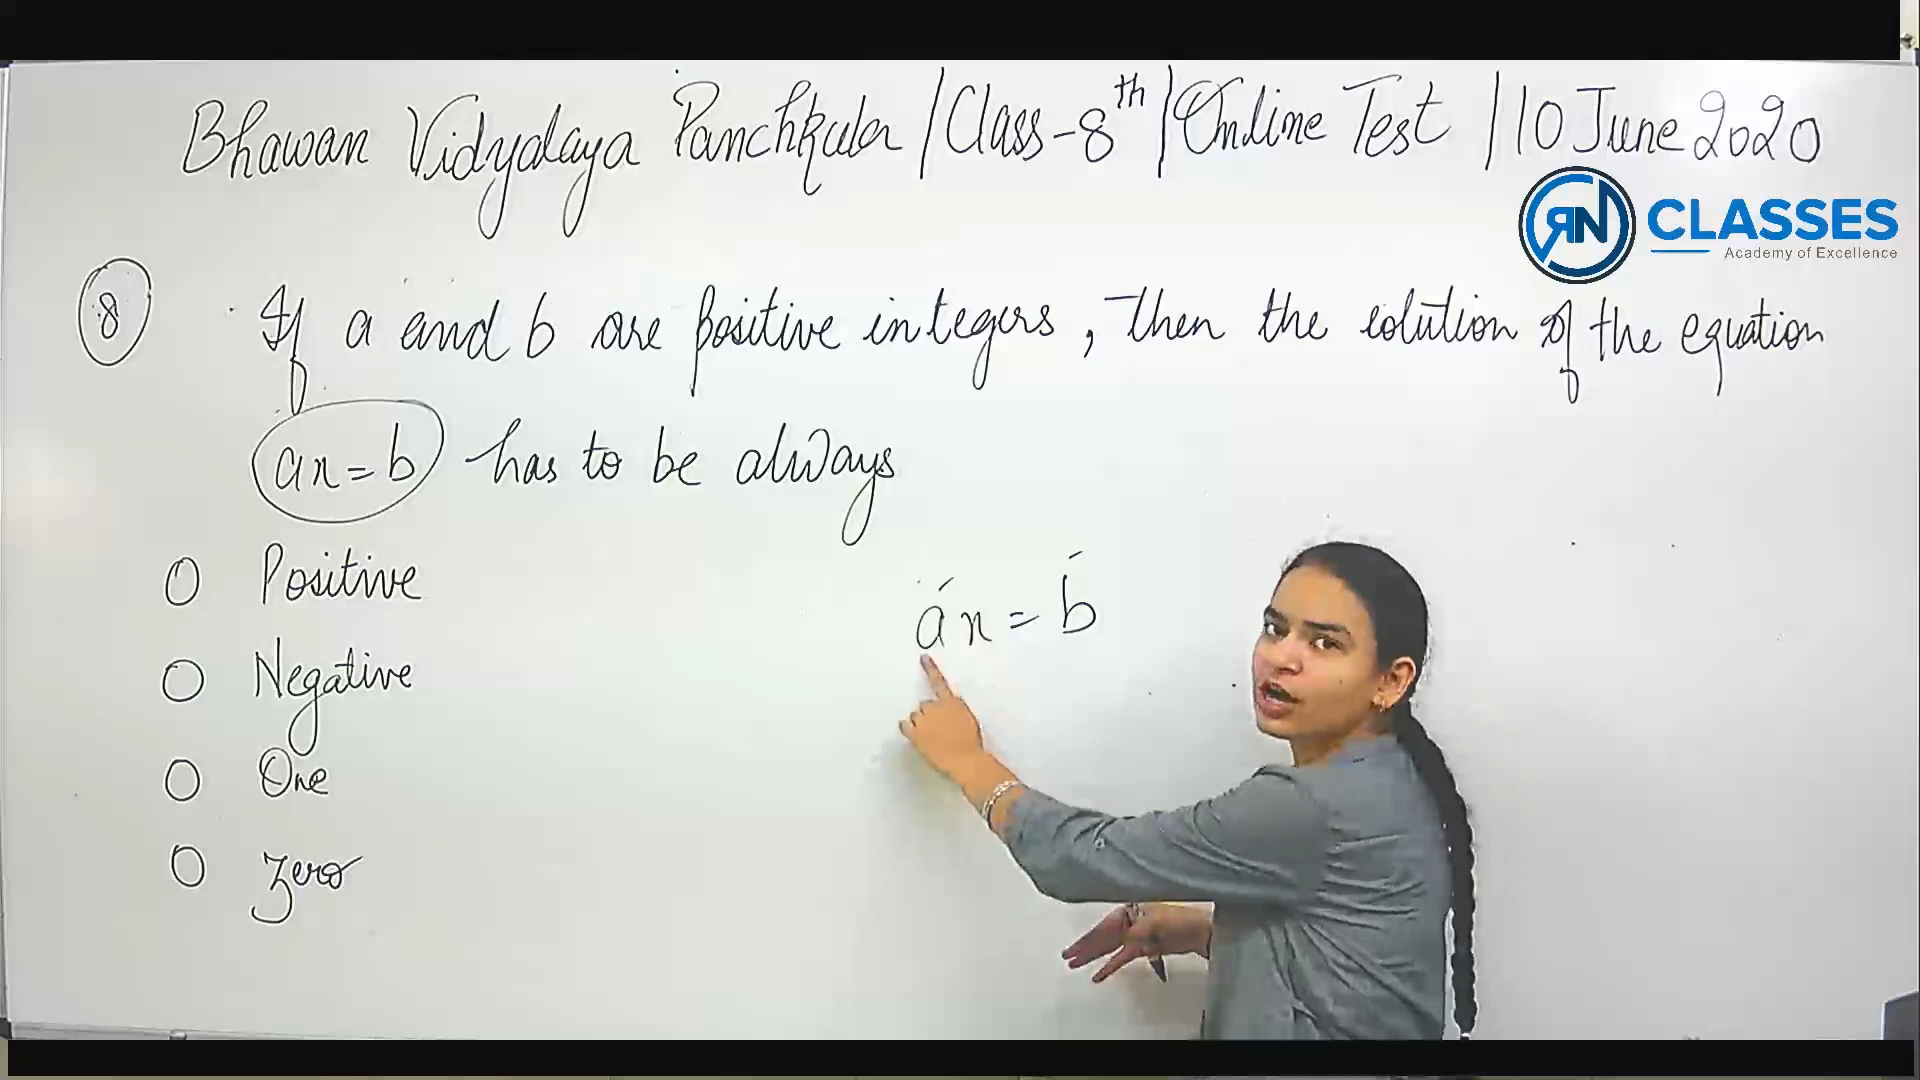 Bhawan Vidyalaya Panchkula / Class - 8th / Online Test / 10 June 2020
RN CLASSES
Academy of Excellence
8 If a and b are positive integers, then the solution of the equation
ax = b has to be always
Positive
ax = b
Negative
One
Zero